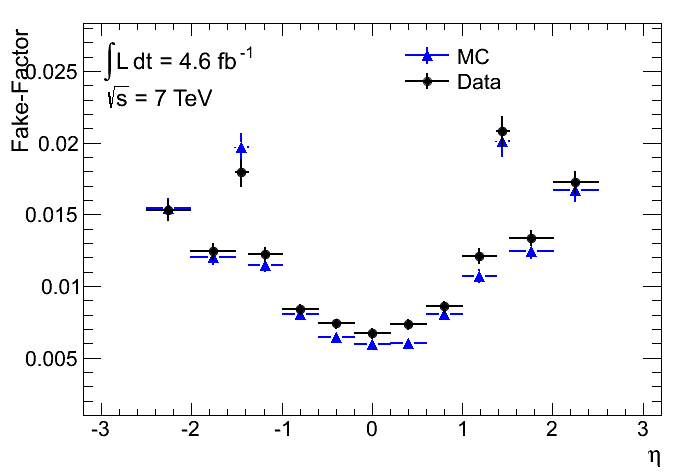 Fake-Factor
∫L dt = 4.6 fb⁻¹
√s = 7 TeV
MC
Data
0.025
0.02
0.015
0.01
0.005
-3 -2 -1 0 1 2 3
η